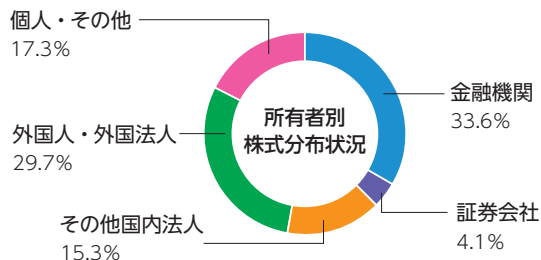 個人・その他
17.3%
金融機関
33.6%
所有者別
株式分布状況
外国人・外国法人
29.7%
証券会社
4.1%
その他国内法人
15.3%